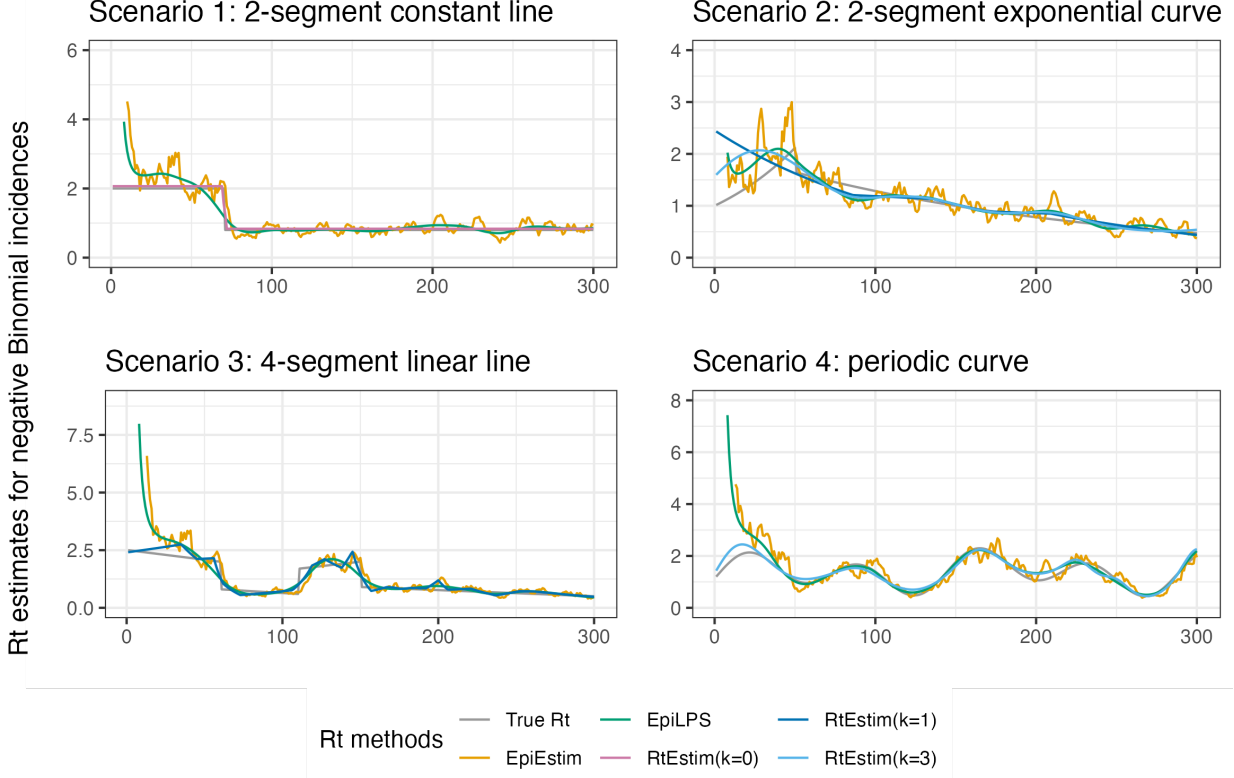 Scenario 1: 2-segment constant line
Scenario 2: 2-segment exponential curve
Rt estimates for negative Binomial incidences
6
4
2
0
0 100 200 300
4
3
2
1
0
0 100 200 300
Scenario 3: 4-segment linear line
Scenario 4: periodic curve
7.5
5.0
2.5
0.0
0 100 200 300
8
6
4
2
0
0 100 200 300
Rt methods
True Rt EpiLPS RtEstim(k=1)
EpiEstim RtEstim(k=0) RtEstim(k=3)